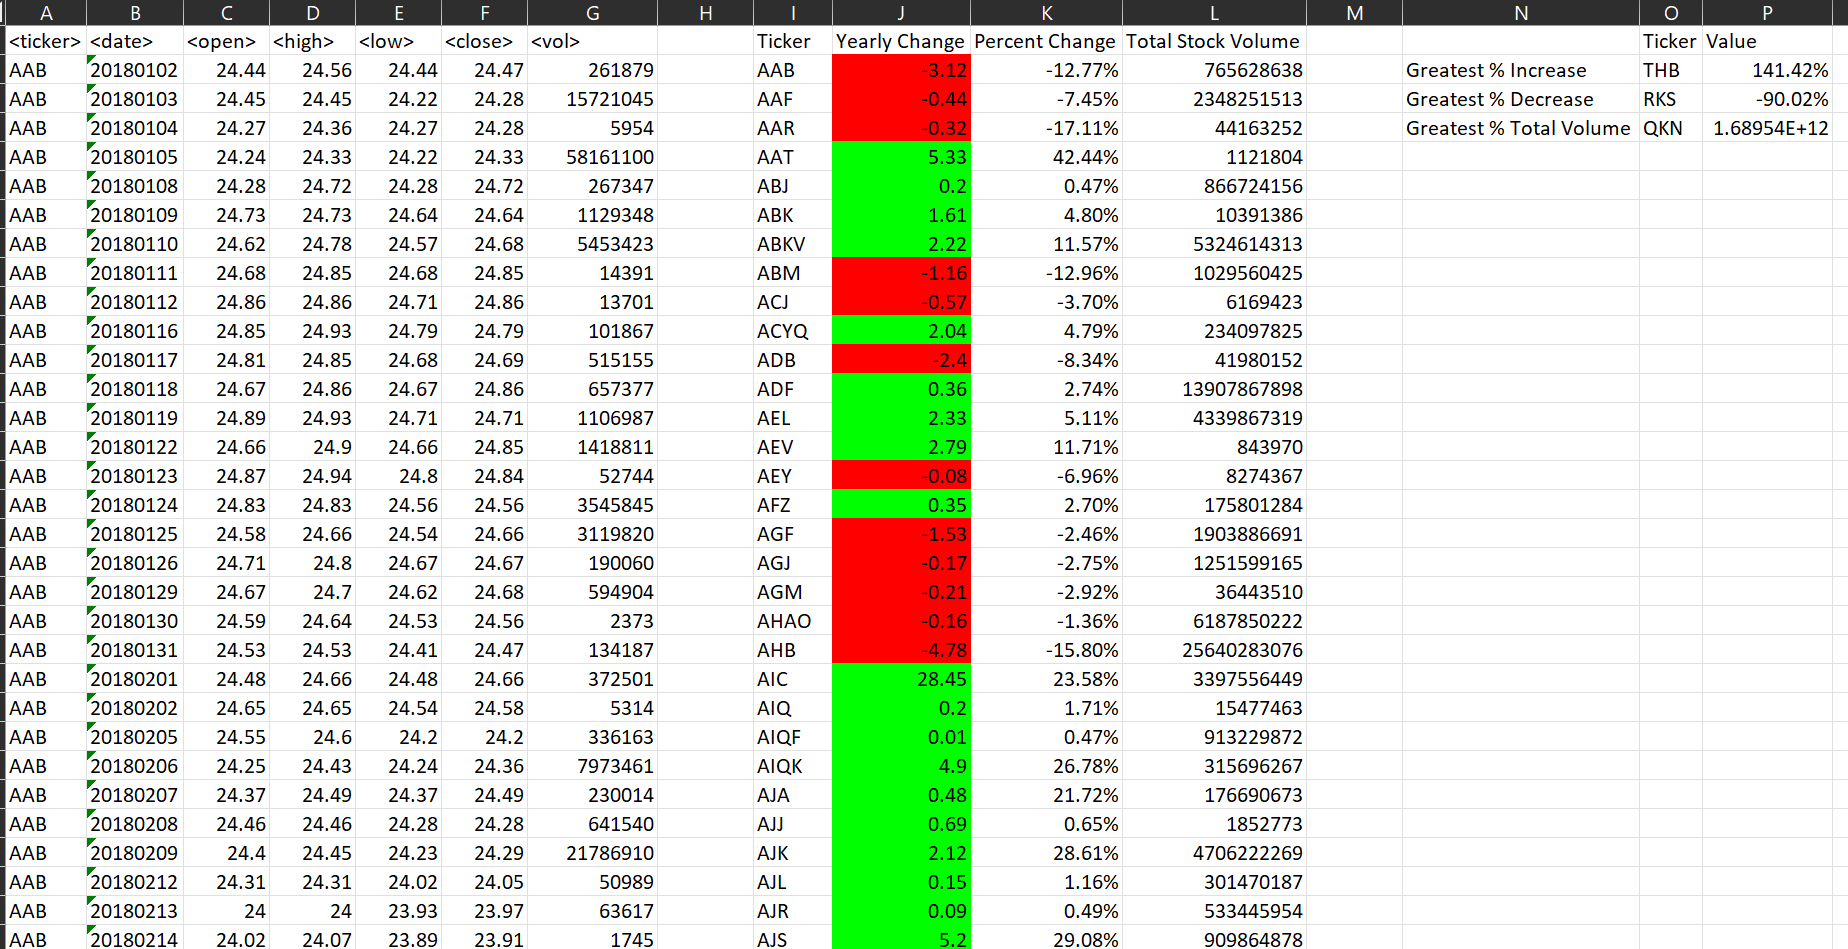 A B C D E F G H I J K L M N O P
<ticker> <date> <open> <high> <low> <close> <vol> Ticker Yearly Change Percent Change Total Stock Volume Ticker Value
AAB 20180102 24.44 24.56 24.44 24.47 261879 AAB -3.12 -12.77% 765628638 Greatest % Increase THB 141.42%
AAB 20180103 24.45 24.45 24.22 24.28 15721045 AAF -0.44 -7.45% 2348251513 Greatest % Decrease RKS -90.02%
AAB 20180104 24.27 24.36 24.27 24.28 5954 AAR -0.32 -17.11% 44163252 Greatest % Total Volume QKN 1.68954E+12
AAB 20180105 24.24 24.33 24.22 24.33 58161100 AAT 5.33 42.44% 1121804
AAB 20180108 24.28 24.72 24.28 24.72 267347 ABJ 0.2 0.47% 866724156
AAB 20180109 24.73 24.73 24.64 24.64 1129348 ABK 1.61 4.80% 10391386
AAB 20180110 24.62 24.78 24.57 24.68 5453423 ABKV 2.22 11.57% 5324614313
AAB 20180111 24.68 24.85 24.68 24.85 14391 ABM -1.16 -12.96% 1029560425
AAB 20180112 24.86 24.86 24.71 24.86 13701 ACJ -0.57 -3.70% 6169423
AAB 20180116 24.85 24.93 24.79 24.79 101867 ACYQ 2.04 4.79% 234097825
AAB 20180117 24.81 24.85 24.68 24.69 515155 ADB -2.4 -8.34% 41980152
AAB 20180118 24.67 24.86 24.67 24.86 657377 ADF 0.36 2.74% 13907867898
AAB 20180119 24.89 24.93 24.71 24.71 1106987 AEL 2.33 5.11% 4339867319
AAB 20180122 24.66 24.9 24.66 24.85 1418811 AEV 2.79 11.71% 843970
AAB 20180123 24.87 24.94 24.8 24.84 52744 AEY -0.08 -6.96% 8274367
AAB 20180124 24.83 24.83 24.56 24.56 3545845 AFZ 0.35 2.70% 175801284
AAB 20180125 24.58 24.66 24.54 24.66 3119820 AGF -1.53 -2.46% 1903886691
AAB 20180126 24.71 24.8 24.67 24.67 190060 AGJ -0.17 -2.75% 1251599165
AAB 20180129 24.67 24.7 24.62 24.68 594904 AGM -0.21 -2.92% 36443510
AAB 20180130 24.59 24.64 24.53 24.56 2373 AHAO -0.16 -1.36% 6187850222
AAB 20180131 24.53 24.53 24.41 24.47 134187 AHB -4.78 -15.80% 25640283076
AAB 20180201 24.48 24.66 24.48 24.66 372501 AIC 28.45 23.58% 3397556449
AAB 20180202 24.65 24.65 24.54 24.58 5314 AIQ 0.2 1.71% 15477463
AAB 20180205 24.55 24.6 24.2 24.2 336163 AIQF 0.01 0.47% 913229872
AAB 20180206 24.25 24.43 24.24 24.36 7973461 AIQK 4.9 26.78% 315696267
AAB 20180207 24.37 24.49 24.37 24.49 230014 AJA 0.48 21.72% 176690673
AAB 20180208 24.46 24.46 24.28 24.28 641540 AJJ 0.69 0.65% 1852773
AAB 20180209 24.4 24.45 24.23 24.29 21786910 AJK 2.12 28.61% 4706222269
AAB 20180212 24.31 24.31 24.02 24.05 50989 AJL 0.15 1.16% 301470187
AAB 20180213 24 24 23.93 23.97 63617 AJR 0.09 0.49% 533445954
AAB 20180214 24.02 24.07 23.89 23.91 1745 AJS 5.2 29.08% 909864878